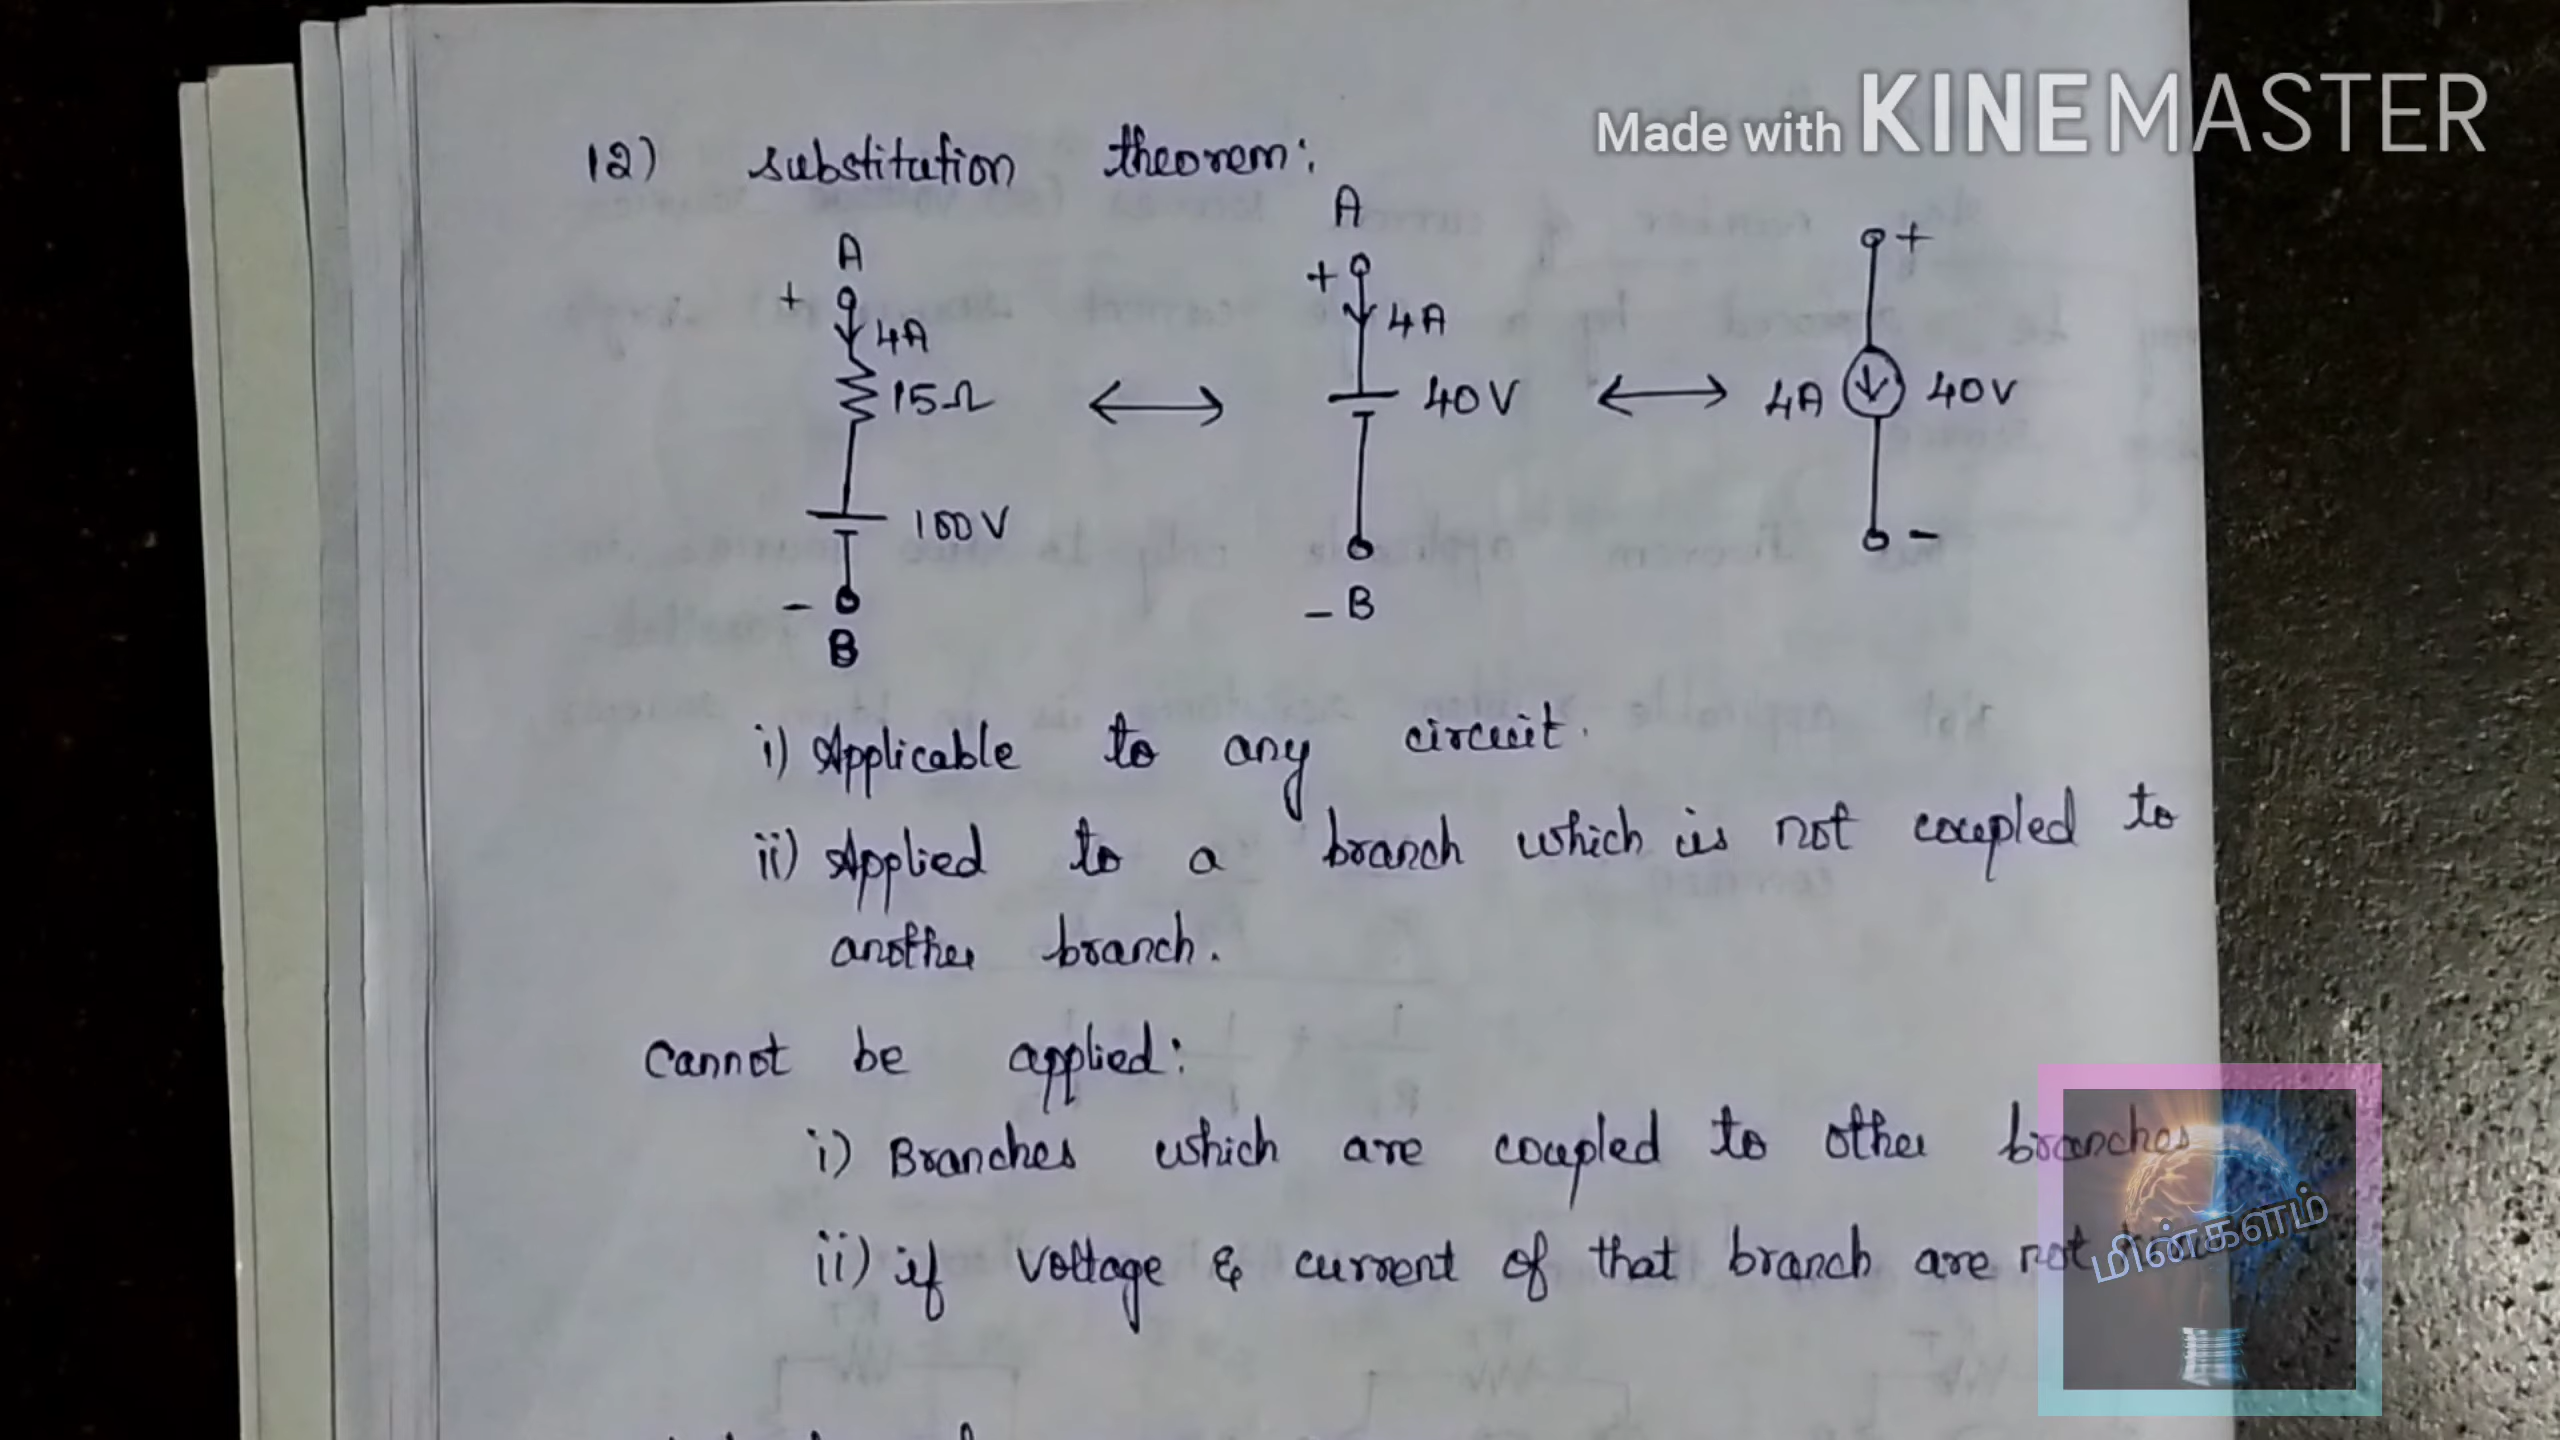 Made with KINEMASTER
12) substitution theorem:
A
+
4A
15Ω
100V
-
B
A
+
4A
40V
- B
+
4A 40V
-
i) Applicable to any circuit.
ii) Applied to a branch which is not coupled to
another branch.
cannot be applied:
i) Branches which are coupled to other branches
ii) if voltage & current of that branch are not
மின்களம்